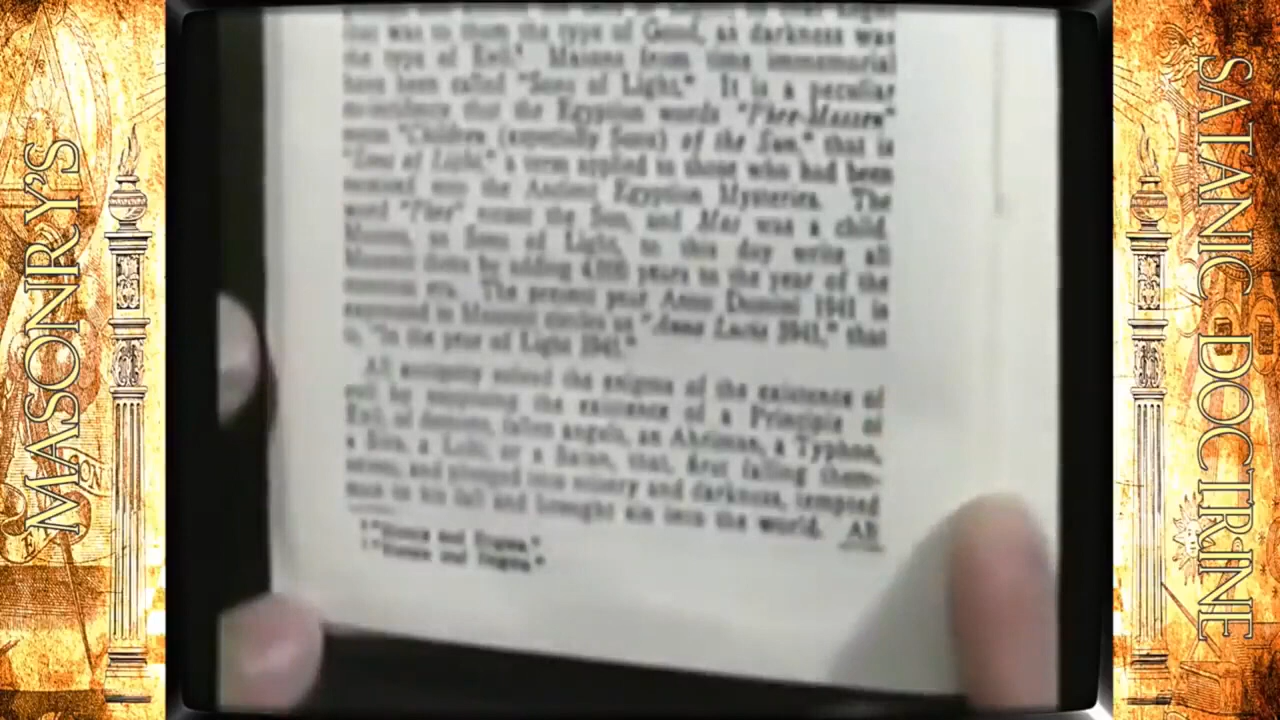 MASONRY'S
SATANIC DOCTRINE
was to them the type of Good, as darkness was
the type of Evil. Masons from time immemorial
have been called "Sons of Light." It is a peculiar
that the Egyptian words "Phre-Massen"
"Children (especially Sons) of the Sun," that is
"Sons of Light," a term applied to those who had been
the Ancient Egyptian Mysteries. The
word "Phre" means the Sun, and Mas was a child.
Masons, as Sons of Light, to this day write all
Masonic dates by adding 4,000 years to the year of the
common era. The present year Anno Domini 1941 is
expressed in Masonic circles as "Anno Lucis 5941," that
is, "In the year of Light 5941."
All antiquity solved the enigma of the existence of
evil by supposing the existence of a Principle of
Evil, of demons, fallen angels, an Ahriman, a Typhon,
a Siva, a Loki, or a Satan, that, first falling them-
selves, and plunged into misery and darkness, tempted
man to his fall and brought sin into the world. All
"Morals and Dogma."
"Morals and Dogma."